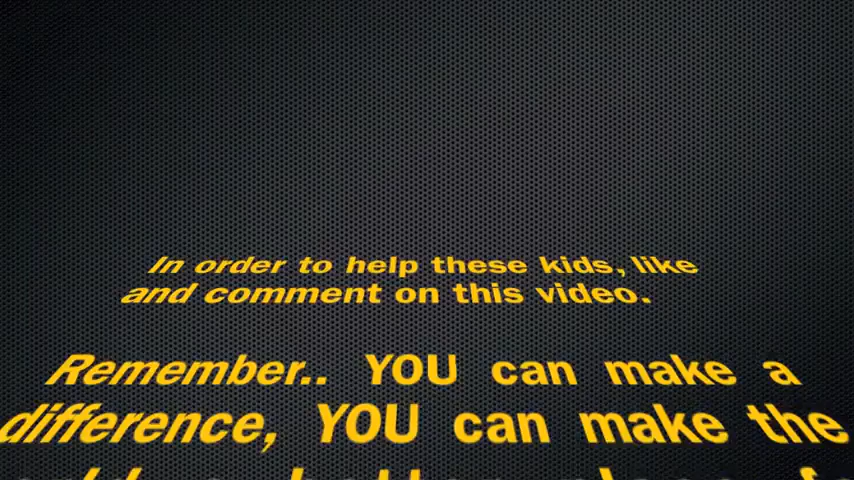 In order to help these kids, like
and comment on this video.
Remember.. YOU can make a
difference, YOU can make the